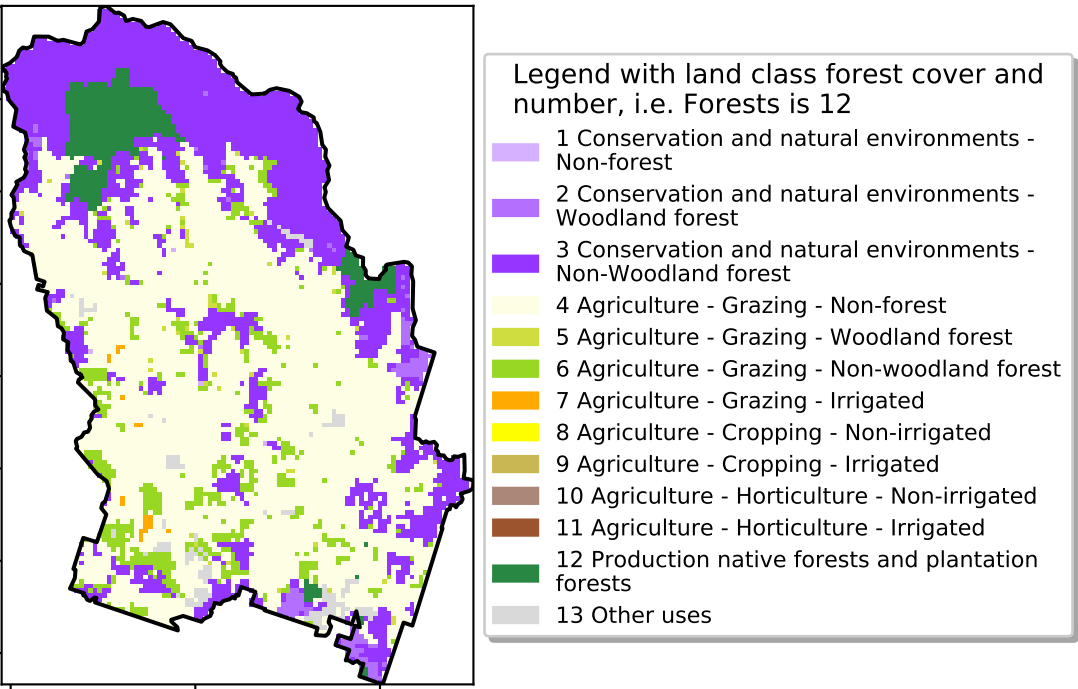 Legend with land class forest cover and
number, i.e. Forests is 12
1 Conservation and natural environments -
Non-forest
2 Conservation and natural environments -
Woodland forest
3 Conservation and natural environments -
Non-Woodland forest
4 Agriculture - Grazing - Non-forest
5 Agriculture - Grazing - Woodland forest
6 Agriculture - Grazing - Non-woodland forest
7 Agriculture - Grazing - Irrigated
8 Agriculture - Cropping - Non-irrigated
9 Agriculture - Cropping - Irrigated
10 Agriculture - Horticulture - Non-irrigated
11 Agriculture - Horticulture - Irrigated
12 Production native forests and plantation
forests
13 Other uses